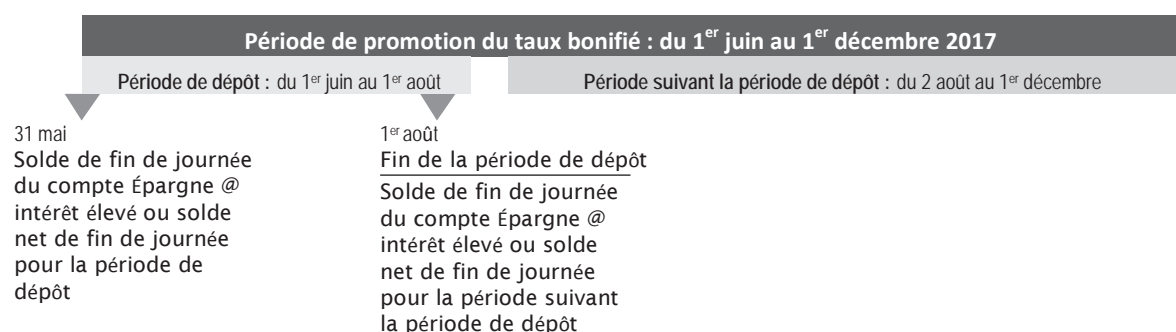 Période de promotion du taux bonifié : du 1er juin au 1er décembre 2017
Période de dépôt : du 1er juin au 1er août
Période suivant la période de dépôt : du 2 août au 1er décembre
31 mai
Solde de fin de journée
du compte Épargne @
intérêt élevé ou solde
net de fin de journée
pour la période de
dépôt
1er août
Fin de la période de dépôt
Solde de fin de journée
du compte Épargne @
intérêt élevé ou solde
net de fin de journée
pour la période suivant
la période de dépôt